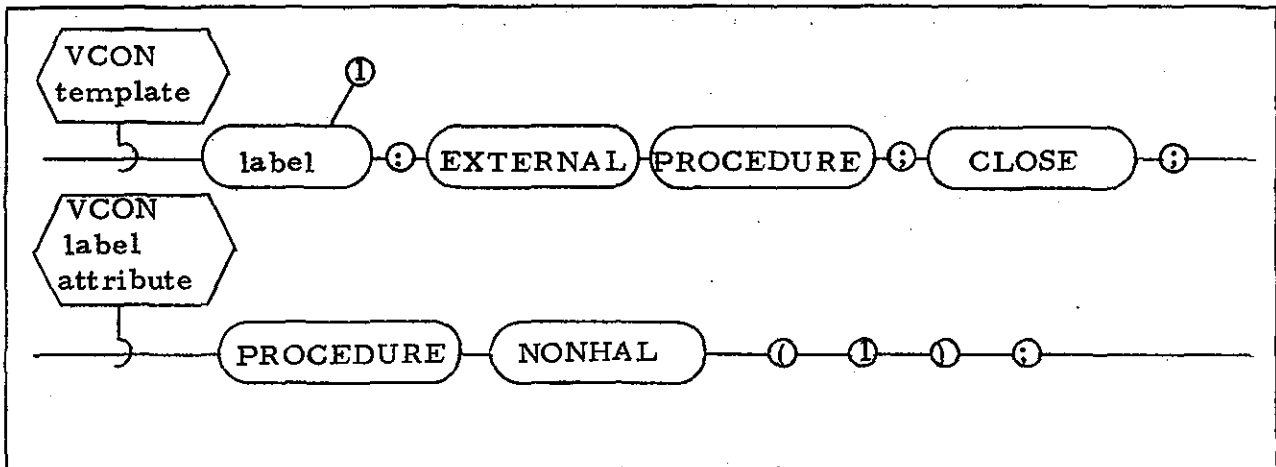 VCON
template
①
label : EXTERNAL PROCEDURE ; CLOSE ;
VCON
label
attribute
PROCEDURE NONHAL ( 1 ) ;